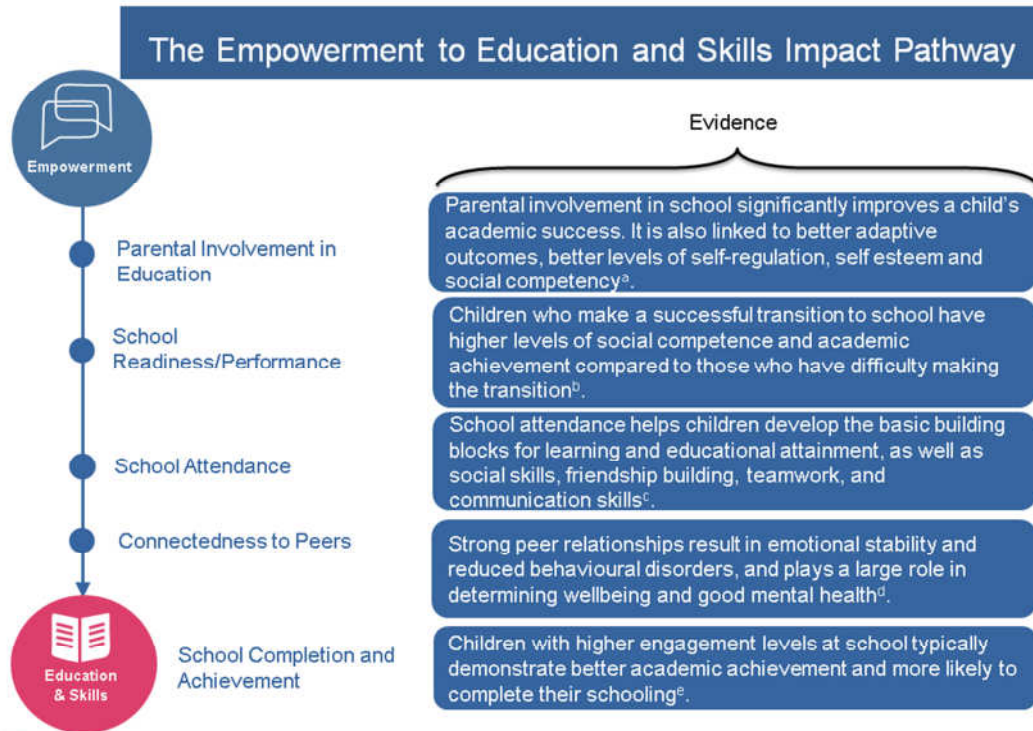 The Empowerment to Education and Skills Impact Pathway
Empowerment
Evidence
Parental Involvement in
Education
Parental involvement in school significantly improves a child's
academic success. It is also linked to better adaptive
outcomes, better levels of self-regulation, self esteem and
social competencyᵃ.
School
Readiness/Performance
Children who make a successful transition to school have
higher levels of social competence and academic
achievement compared to those who have difficulty making
the transitionᵇ.
School Attendance
School attendance helps children develop the basic building
blocks for learning and educational attainment, as well as
social skills, friendship building, teamwork, and
communication skillsᶜ.
Connectedness to Peers
Strong peer relationships result in emotional stability and
reduced behavioural disorders, and plays a large role in
determining wellbeing and good mental healthᵈ.
Education
& Skills
School Completion and
Achievement
Children with higher engagement levels at school typically
demonstrate better academic achievement and more likely to
complete their schoolingᵉ.